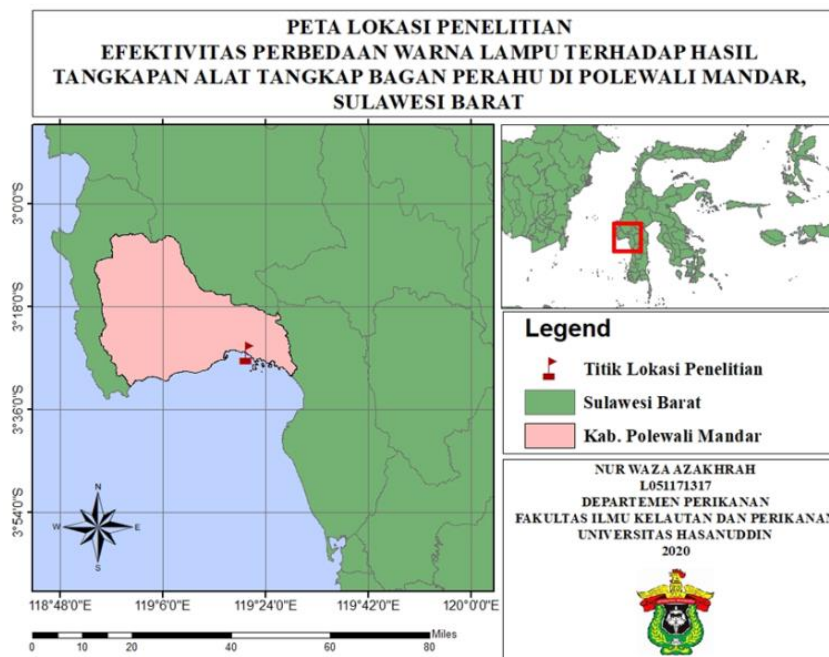 PETA LOKASI PENELITIAN
EFEKTIVITAS PERBEDAAN WARNA LAMPU TERHADAP HASIL
TANGKAPAN ALAT TANGKAP BAGAN PERAHU DI POLEWALI MANDAR,
SULAWESI BARAT
3°0'0"S
3°18'0"S
3°36'0"S
3°54'0"S
N
W E
S
118°48'0"E 119°6'0"E 119°24'0"E 119°42'0"E 120°0'0"E
Miles
0 5 10 20 40 60 80
Legend
Titik Lokasi Penelitian
Sulawesi Barat
Kab. Polewali Mandar
NUR WAZA AZAKHRAH
L051171317
DEPARTEMEN PERIKANAN
FAKULTAS ILMU KELAUTAN DAN PERIKANAN
UNIVERSITAS HASANUDDIN
2020